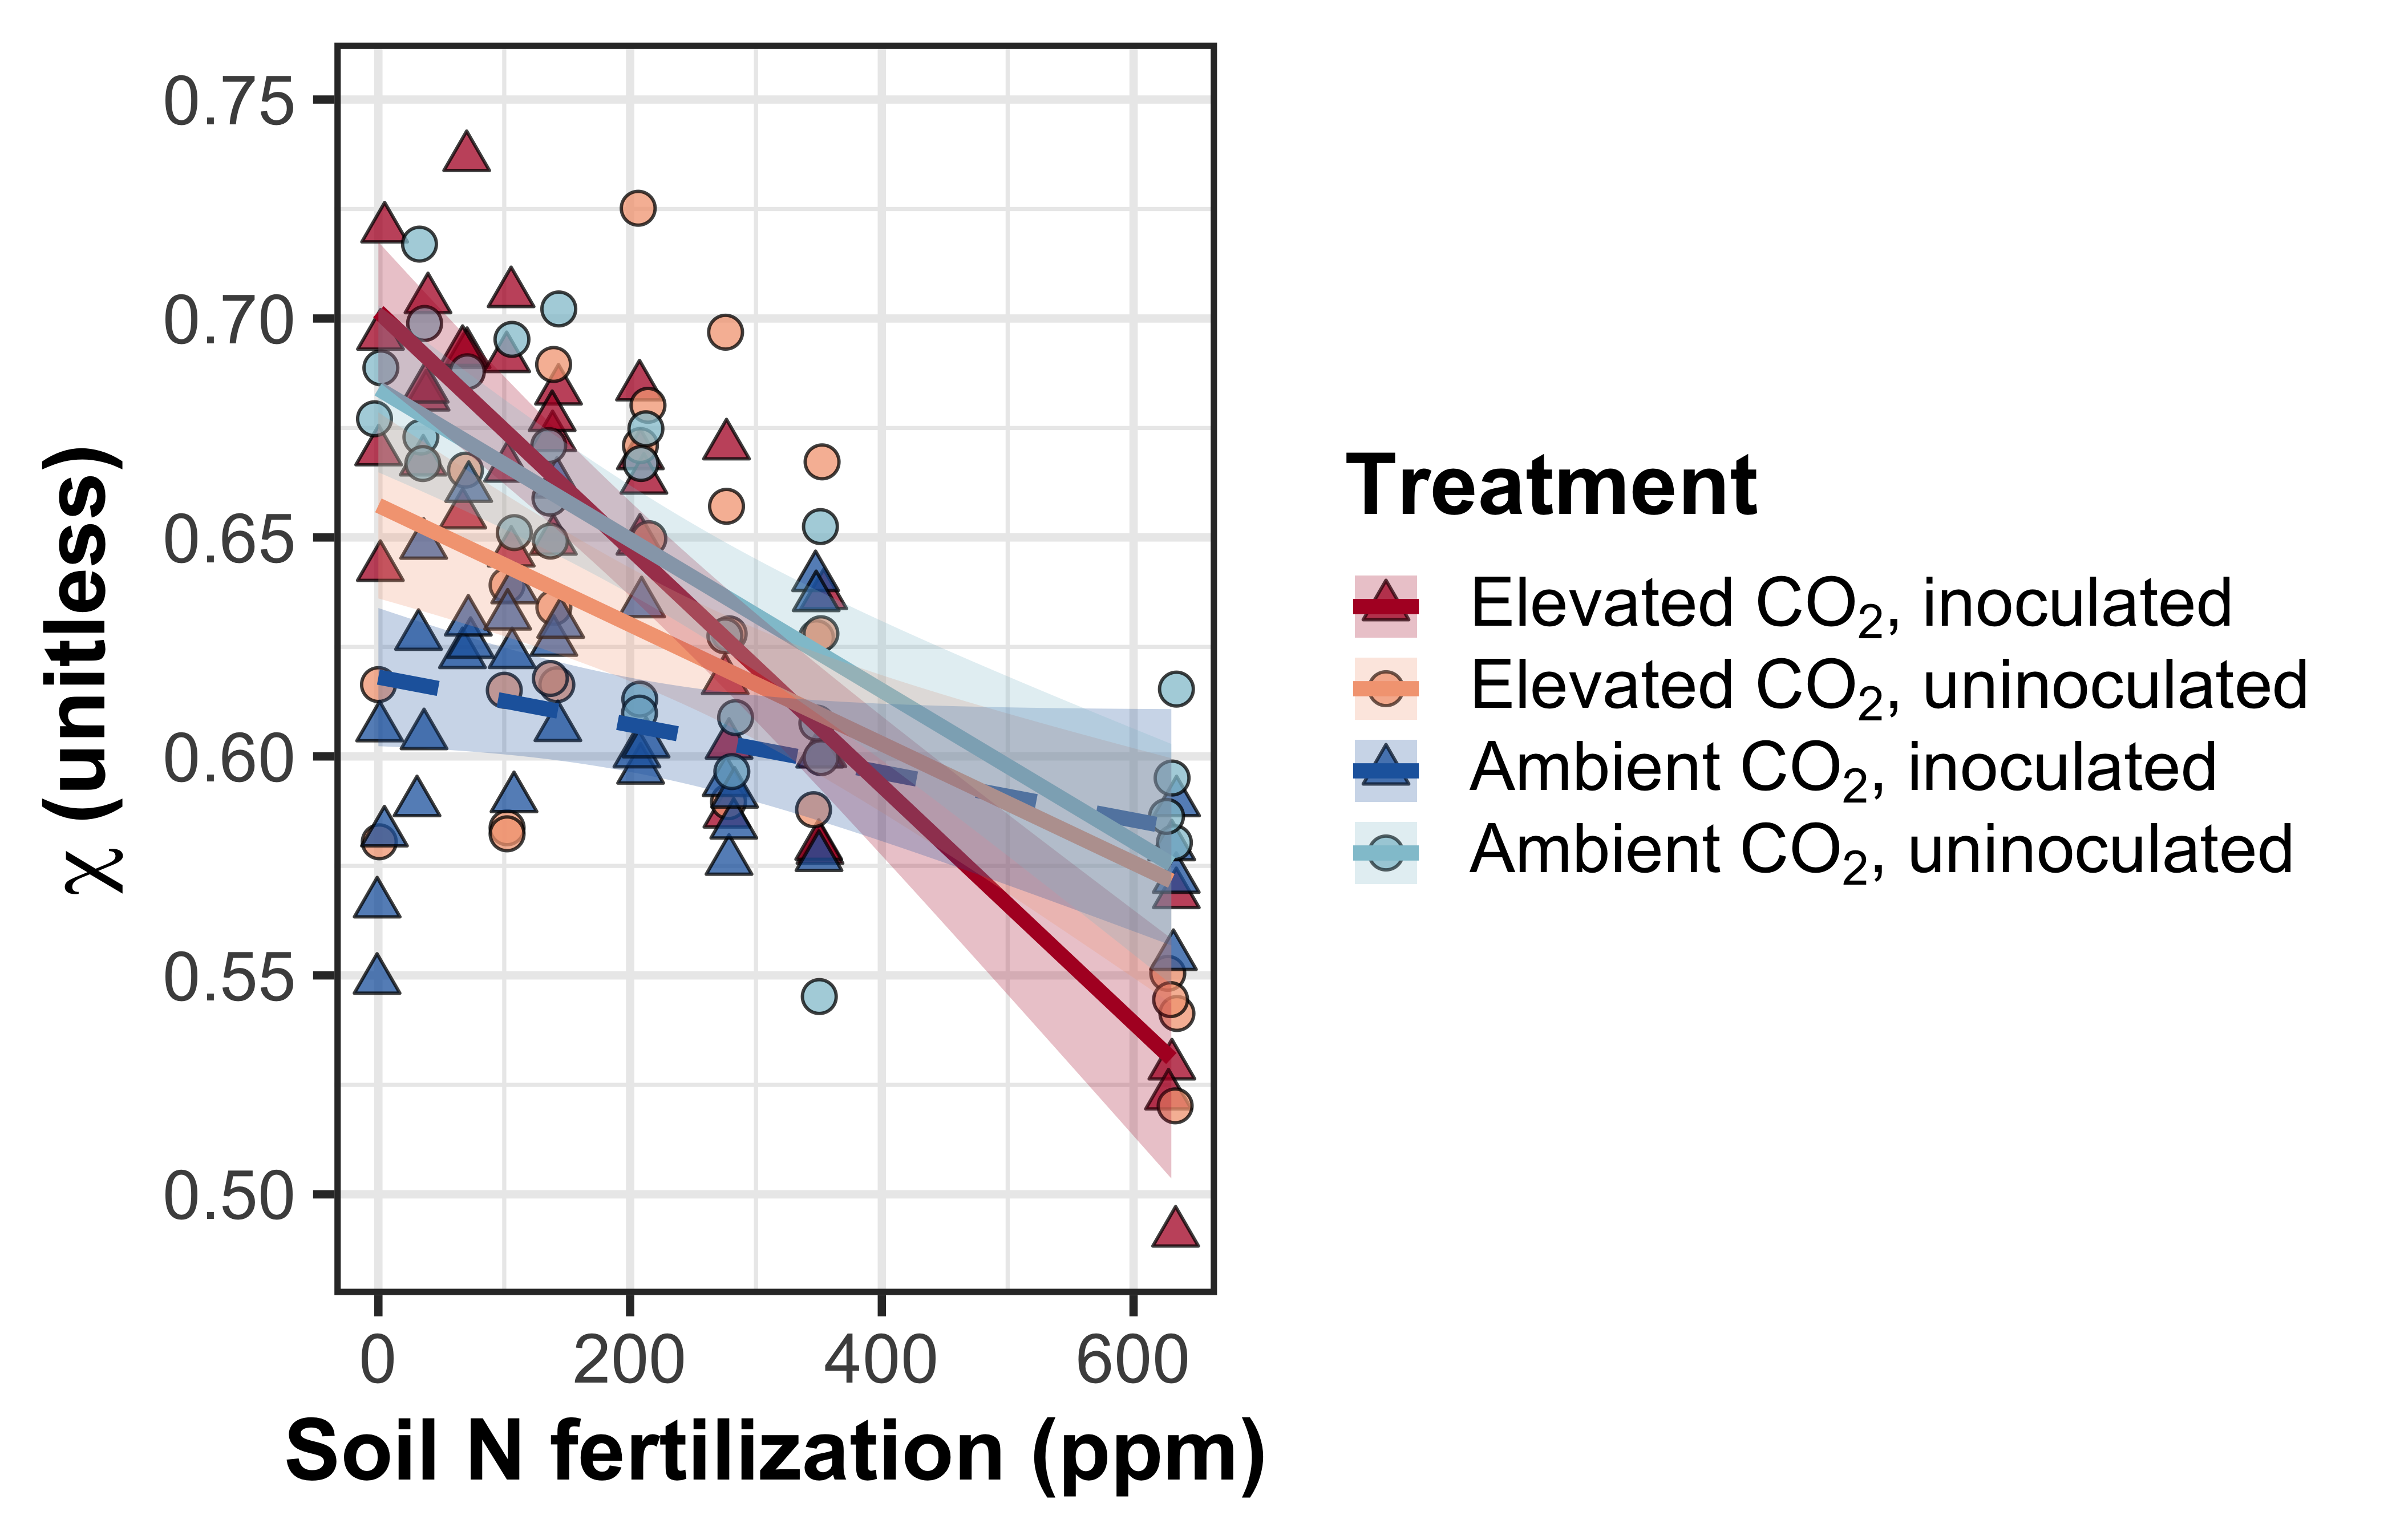 χ (unitless)
0.75
0.70
0.65
0.60
0.55
0.50
0 200 400 600
Soil N fertilization (ppm)
Treatment
Elevated CO₂, inoculated
Elevated CO₂, uninoculated
Ambient CO₂, inoculated
Ambient CO₂, uninoculated